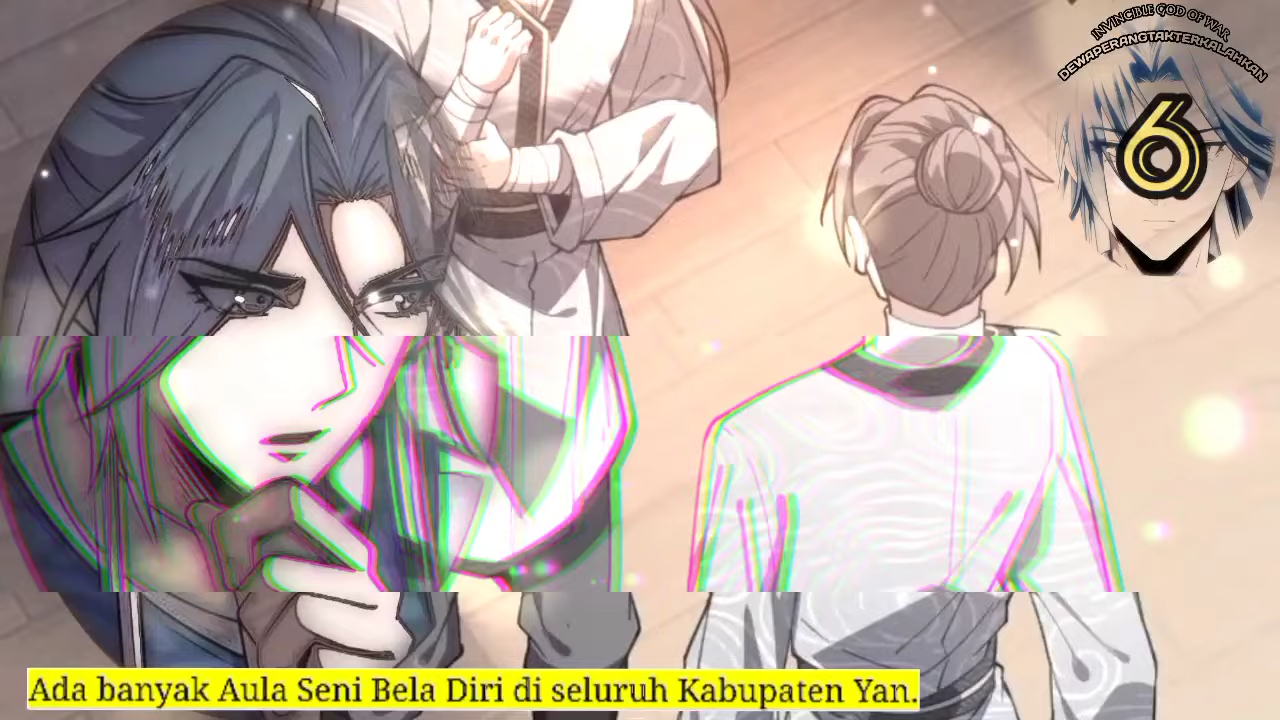 INVINCIBLE GOD OF WAR
DEWAPERANGTAKTERKALAHKAN
6
Ada banyak Aula Seni Bela Diri di seluruh Kabupaten Yan.